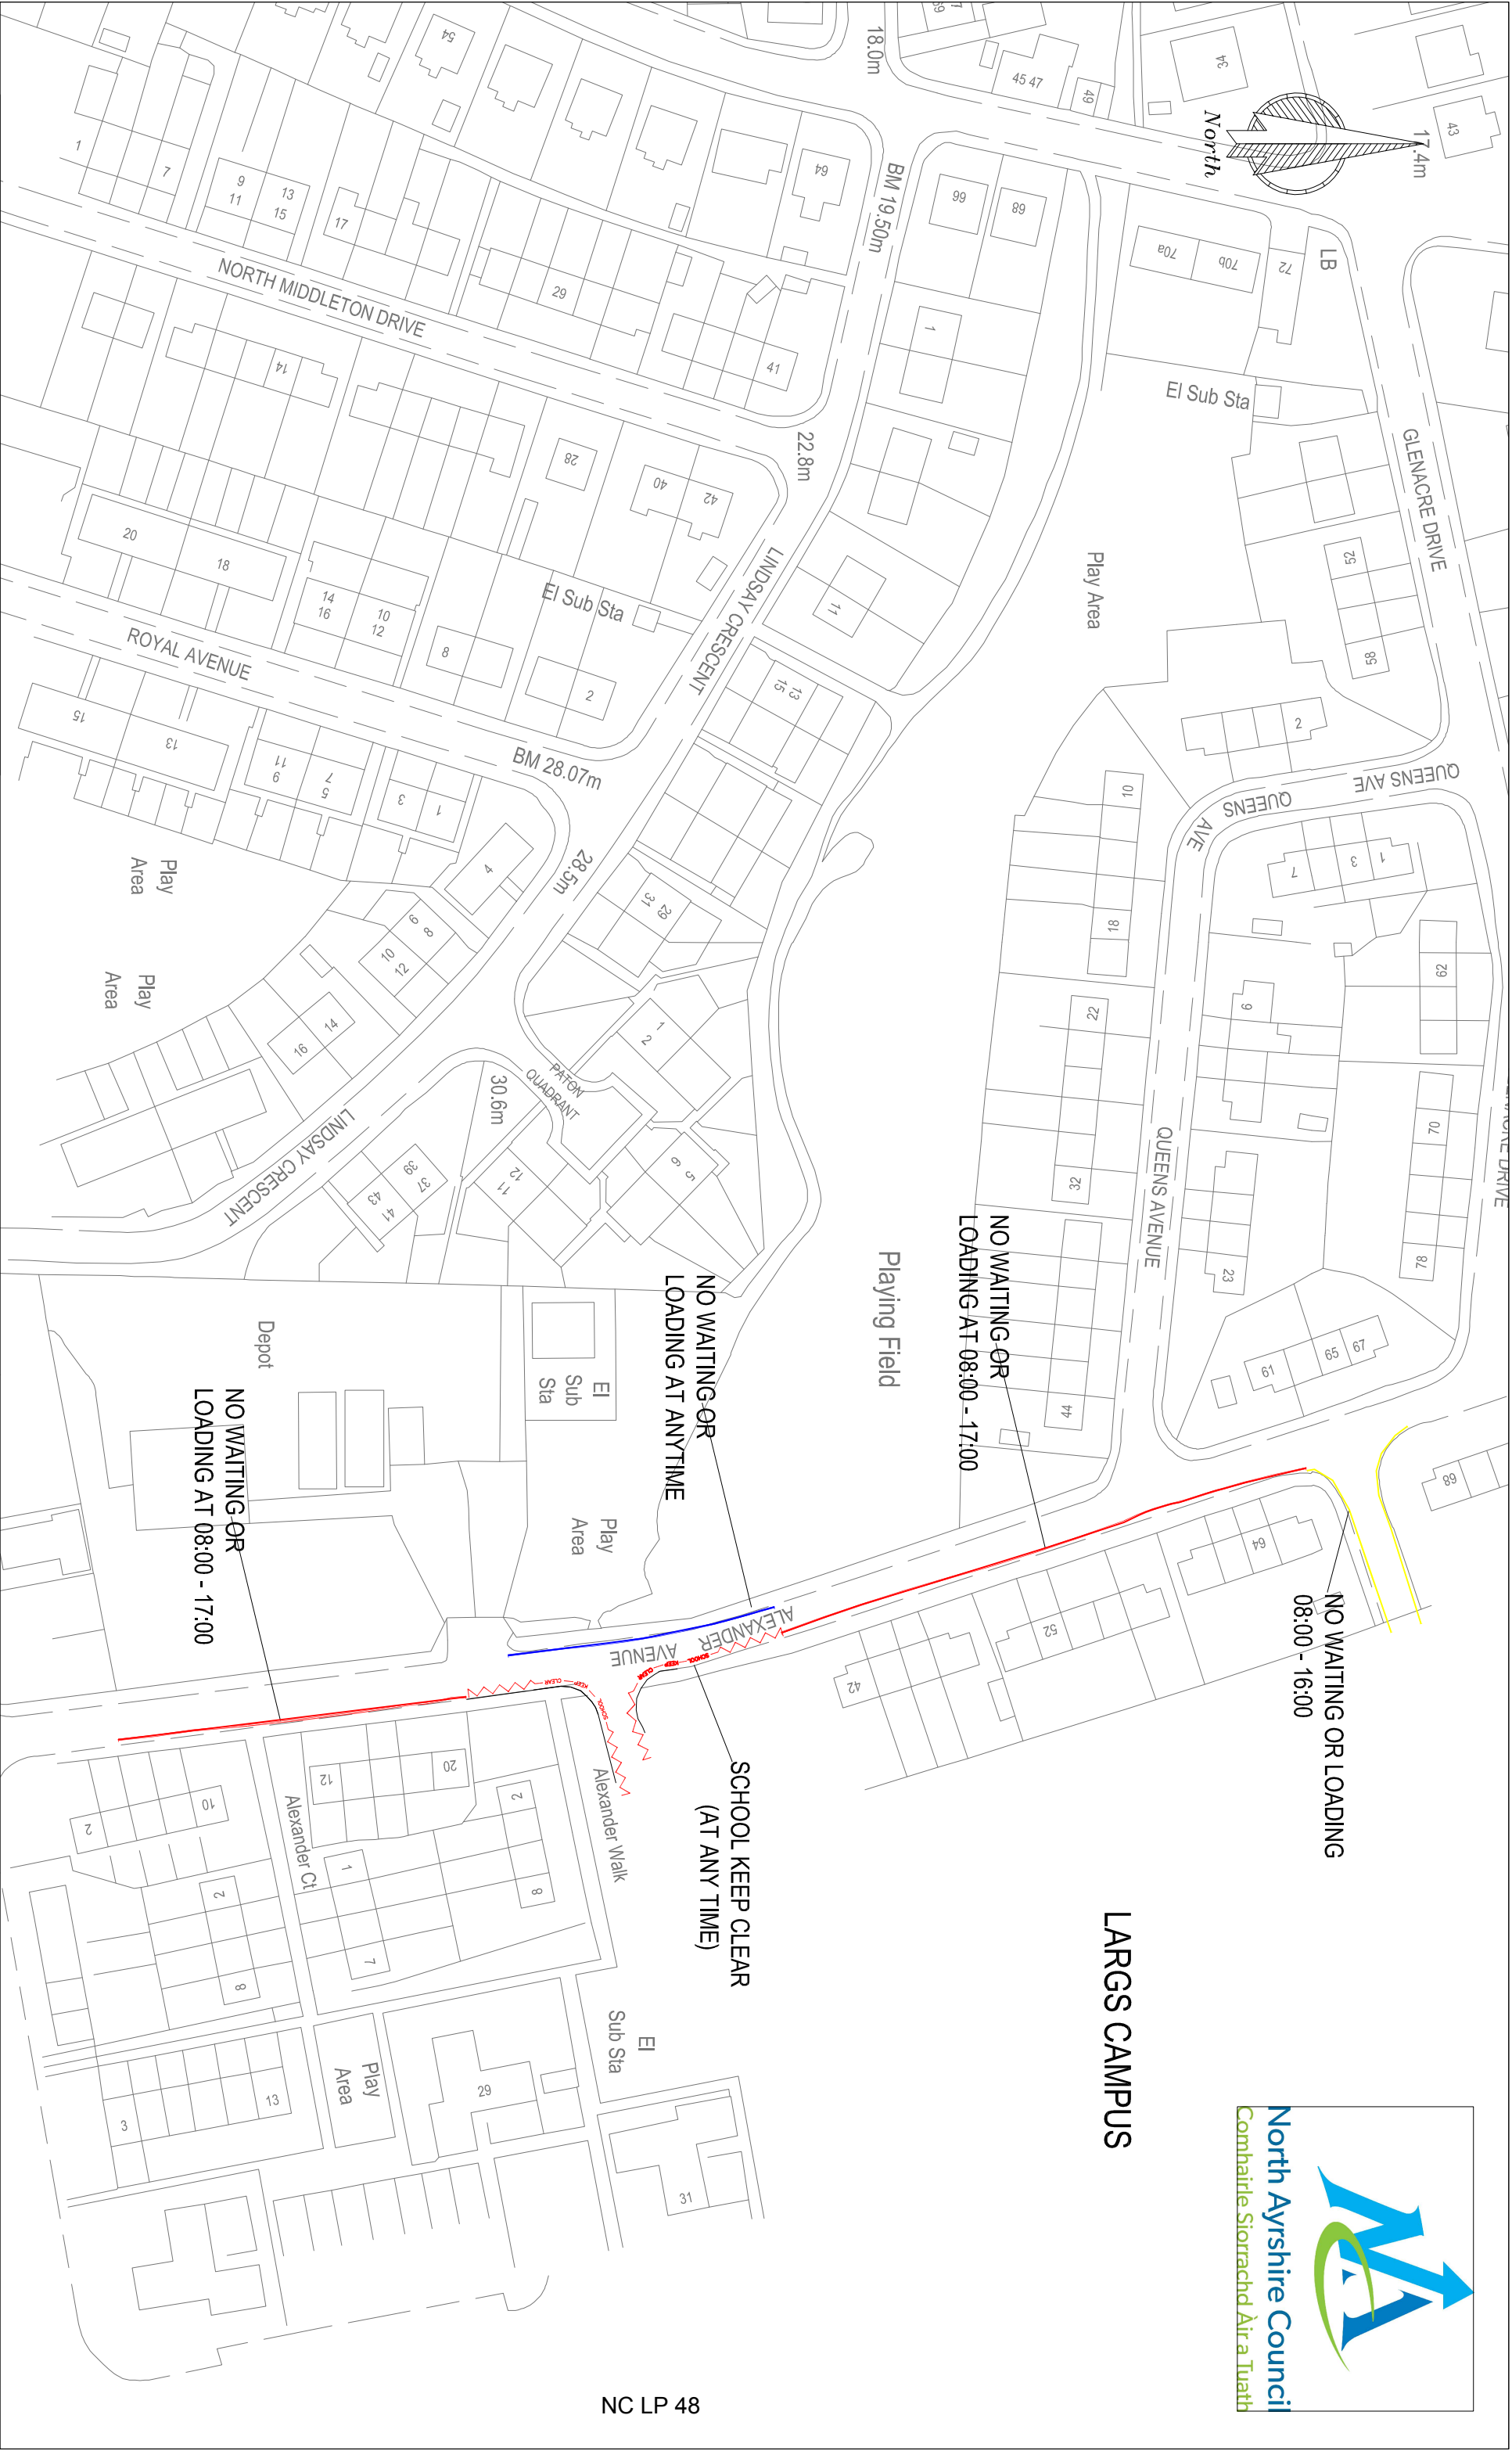 North Ayrshire Council
Comhairle Siorrachd Àir a Tuath
LARGS CAMPUS
NO WAITING OR LOADING
08:00 - 16:00
NO WAITING OR
LOADING AT 08:00 - 17:00
NO WAITING OR
LOADING AT ANYTIME
NO WAITING OR
LOADING AT 08:00 - 17:00
SCHOOL KEEP CLEAR
(AT ANY TIME)
SCHOOL KEEP CLEAR
SCHOOL KEEP CLEAR
NC LP 48
North
17.4m
43
34
49
45 47
18.0m
LB
72
70b
70a
68
66
64
54
BM 19.50m
GLENACRE DRIVE
El Sub Sta
52
58
2
QUEENS AVE
QUEENS
AVE
1
3
7
10
18
22
32
44
9
23
62
70
78
61
65 67
QUEENS AVENUE
68
64
52
42
Play Area
Playing Field
1
11
13
15
29
31
1
2
5
6
11
12
PATON
QUADRANT
30.6m
37
39
41
43
LINDSAY CRESCENT
22.8m
28.5m
BM 28.07m
El Sub Sta
LINDSAY CRESCENT
NORTH MIDDLETON DRIVE
1
7
9
11
13
15
17
29
41
14
28
40
42
20
18
14
16
10
12
8
2
ROYAL AVENUE
15
13
11
9
7
5
3
1
4
6
8
10
12
14
16
Play
Area
Play
Area
Depot
El
Sub
Sta
Play
Area
ALEXANDER
AVENUE
Alexander Walk
Alexander Ct
12
20
2
8
1
7
10
2
2
8
3
13
Play
Area
29
El
Sub Sta
31